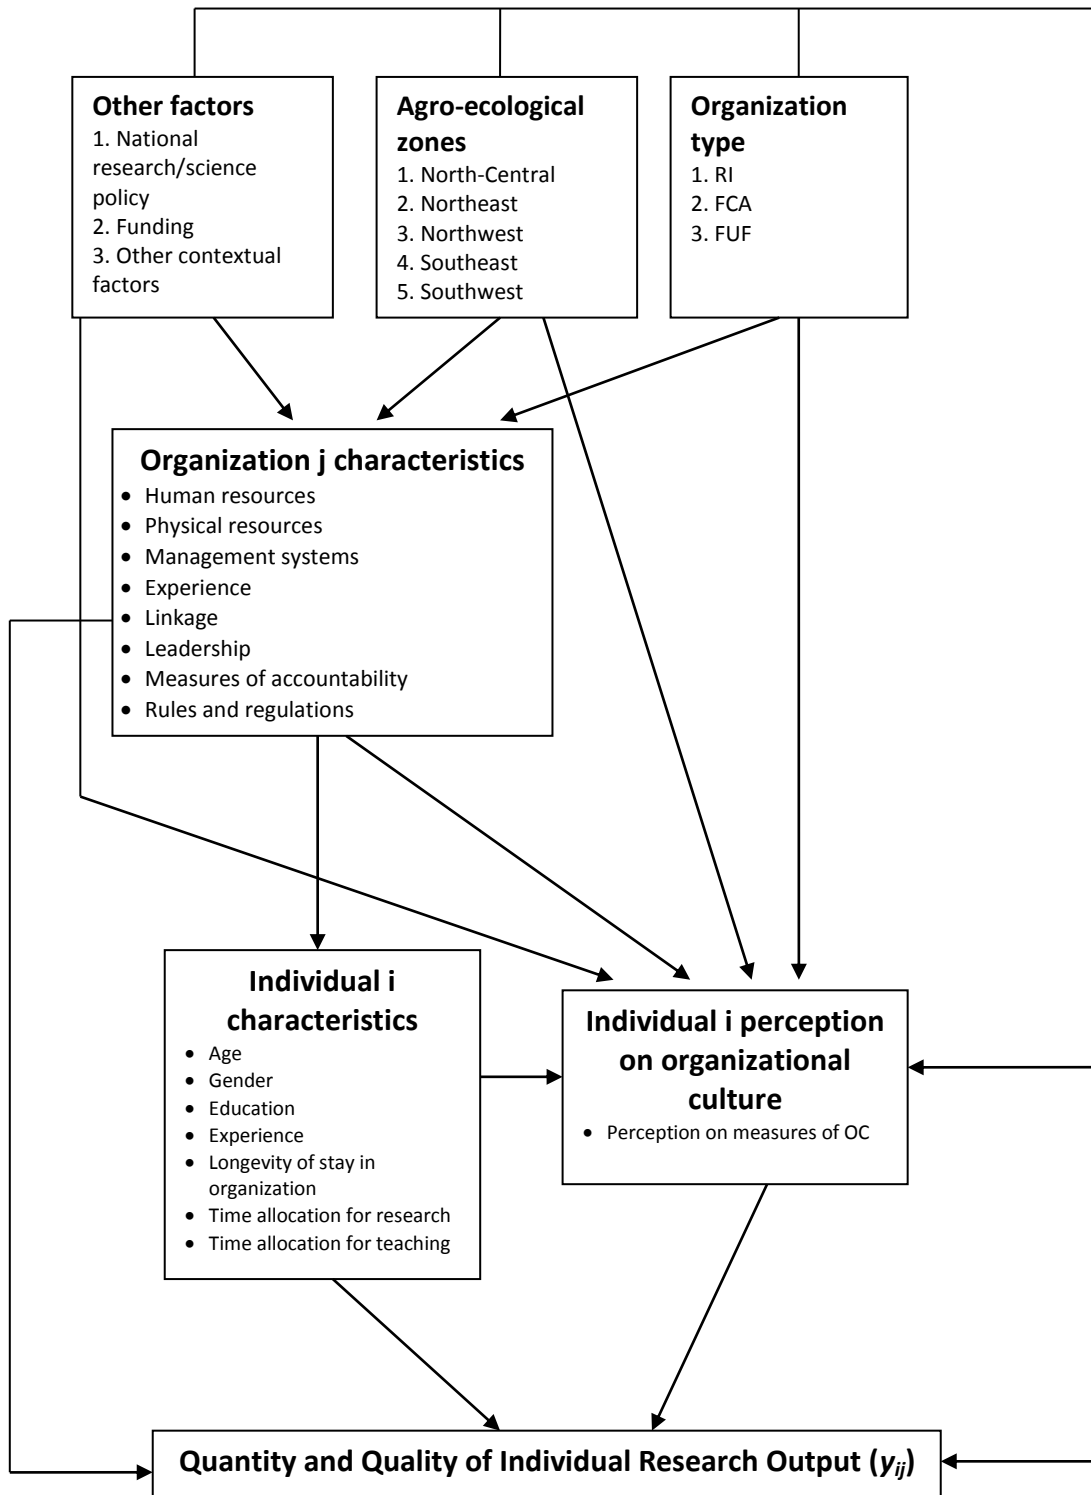 Other factors
1. National
research/science
policy
2. Funding
3. Other contextual
factors
Agro-ecological
zones
1. North-Central
2. Northeast
3. Northwest
4. Southeast
5. Southwest
Organization
type
1. RI
2. FCA
3. FUF
Organization j characteristics
• Human resources
• Physical resources
• Management systems
• Experience
• Linkage
• Leadership
• Measures of accountability
• Rules and regulations
Individual i
characteristics
• Age
• Gender
• Education
• Experience
• Longevity of stay in
organization
• Time allocation for research
• Time allocation for teaching
Individual i perception
on organizational
culture
• Perception on measures of OC
Quantity and Quality of Individual Research Output (yij)